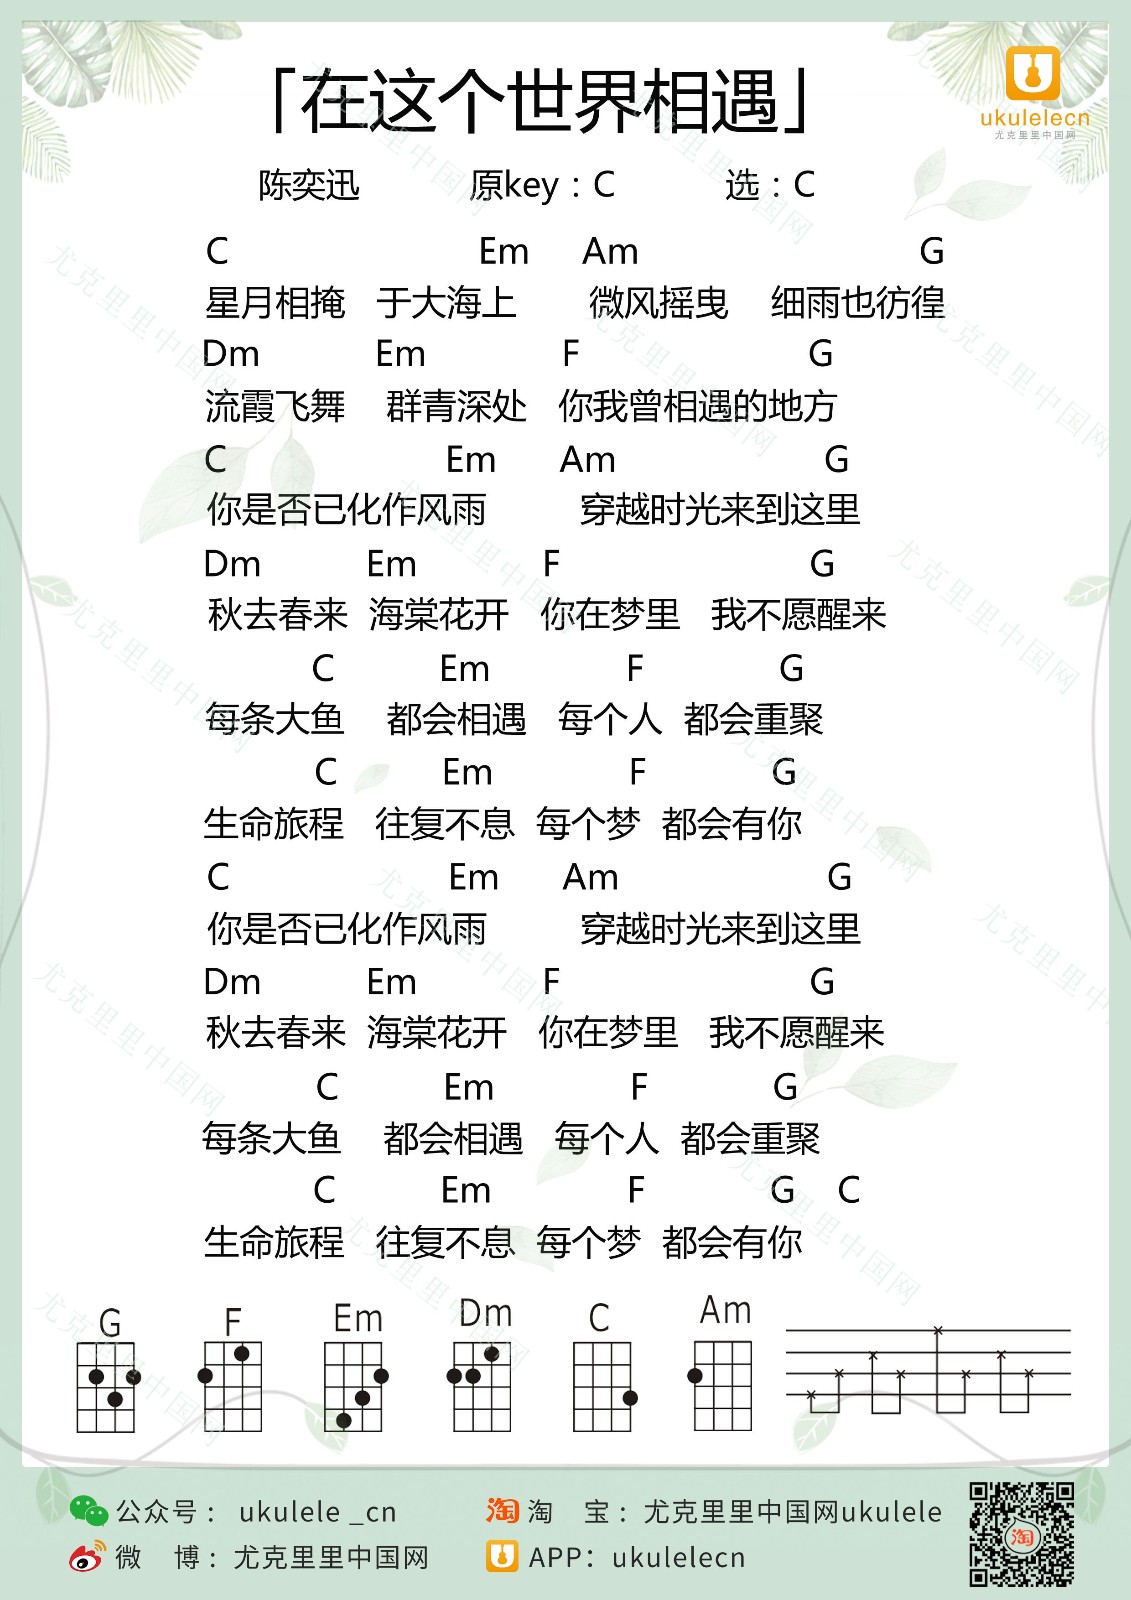 「在这个世界相遇」
ukulelecn
尤克里里中国网
陈奕迅 原key：C 选：C
C Em Am G
星月相掩 于大海上 微风摇曳 细雨也彷徨
Dm Em F G
流霞飞舞 群青深处 你我曾相遇的地方
C Em Am G
你是否已化作风雨 穿越时光来到这里
Dm Em F G
秋去春来 海棠花开 你在梦里 我不愿醒来
C Em F G
每条大鱼 都会相遇 每个人 都会重聚
C Em F G
生命旅程 往复不息 每个梦 都会有你
C Em Am G
你是否已化作风雨 穿越时光来到这里
Dm Em F G
秋去春来 海棠花开 你在梦里 我不愿醒来
C Em F G
每条大鱼 都会相遇 每个人 都会重聚
C Em F G C
生命旅程 往复不息 每个梦 都会有你
G F Em Dm C Am
公众号： ukulele _cn 淘 淘 宝：尤克里里中国网ukulele
微 博：尤克里里中国网 APP：ukulelecn
淘